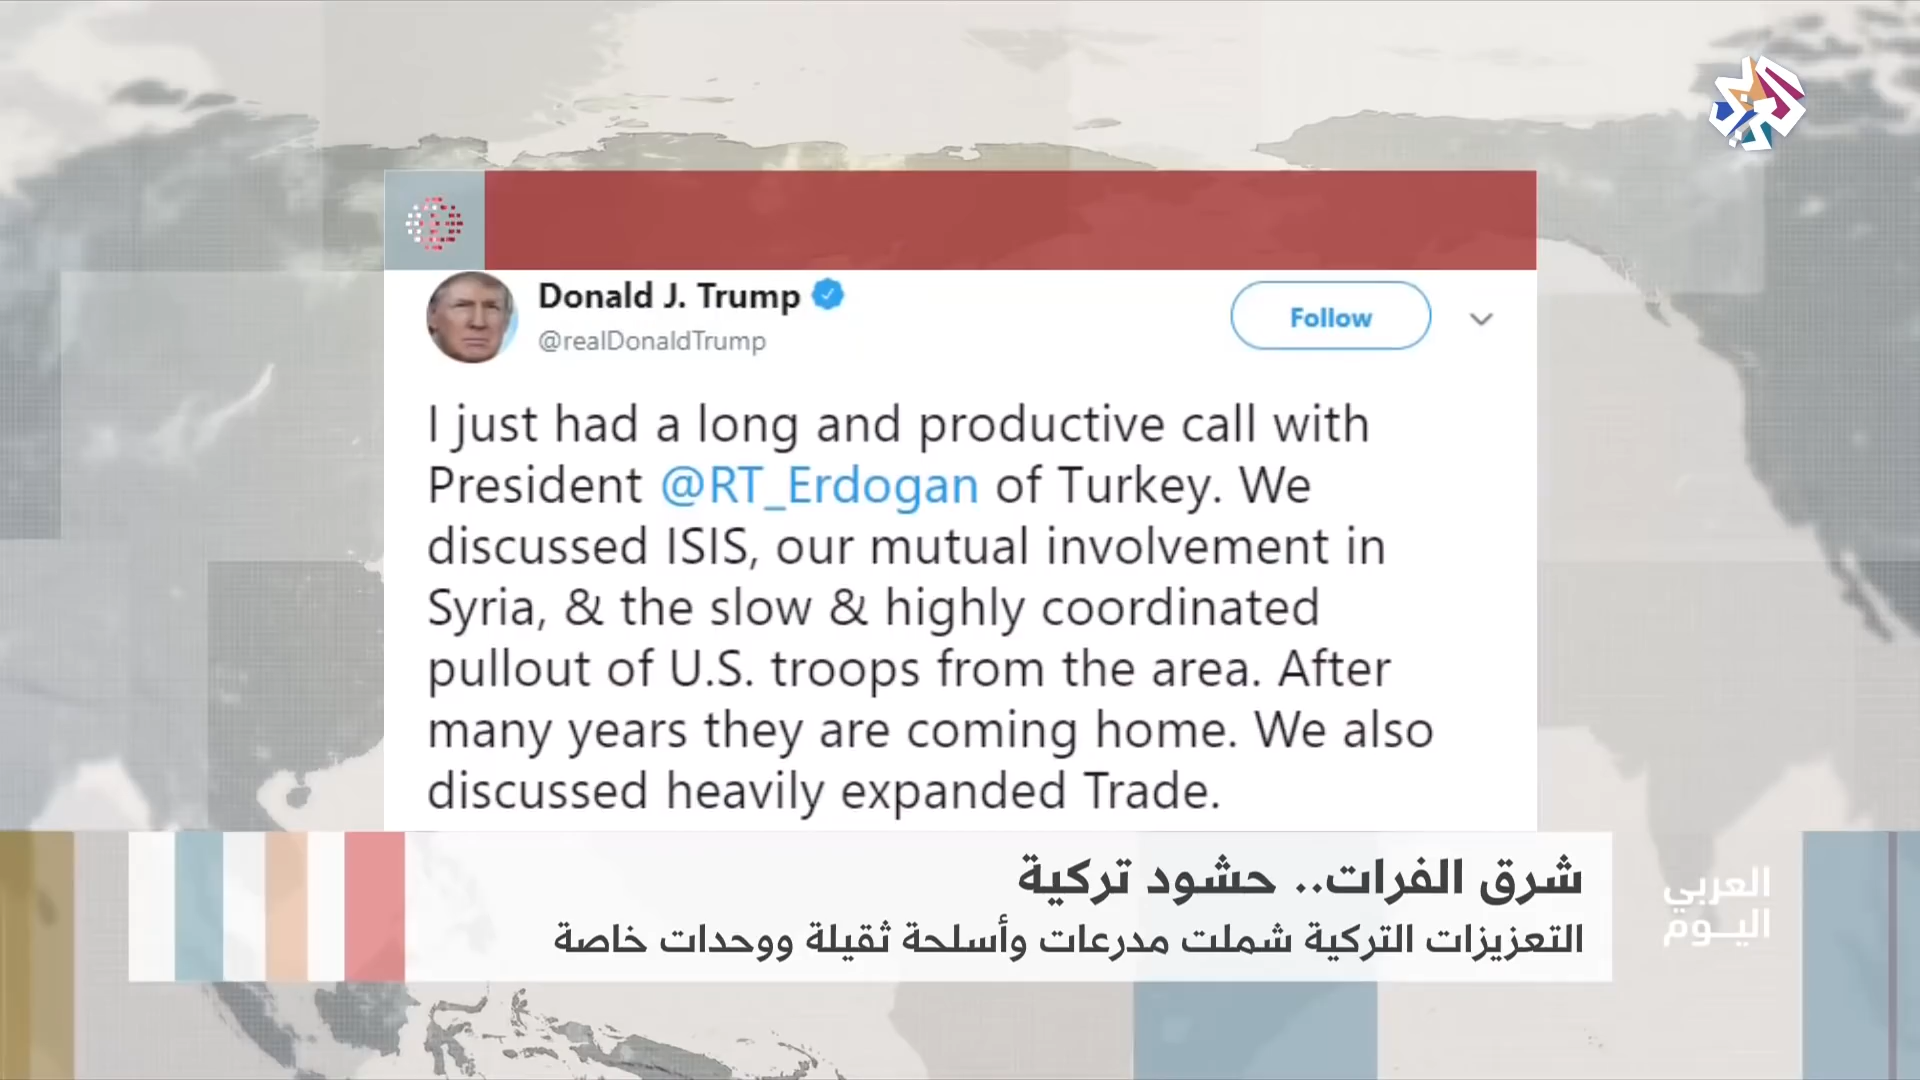 العربي
Donald J. Trump
@realDonaldTrump
Follow
I just had a long and productive call with
President @RT_Erdogan of Turkey. We
discussed ISIS, our mutual involvement in
Syria, & the slow & highly coordinated
pullout of U.S. troops from the area. After
many years they are coming home. We also
discussed heavily expanded Trade.
شرق الفرات.. حشود تركية
التعزيزات التركية شملت مدرعات وأسلحة ثقيلة ووحدات خاصة
العربي
اليوم